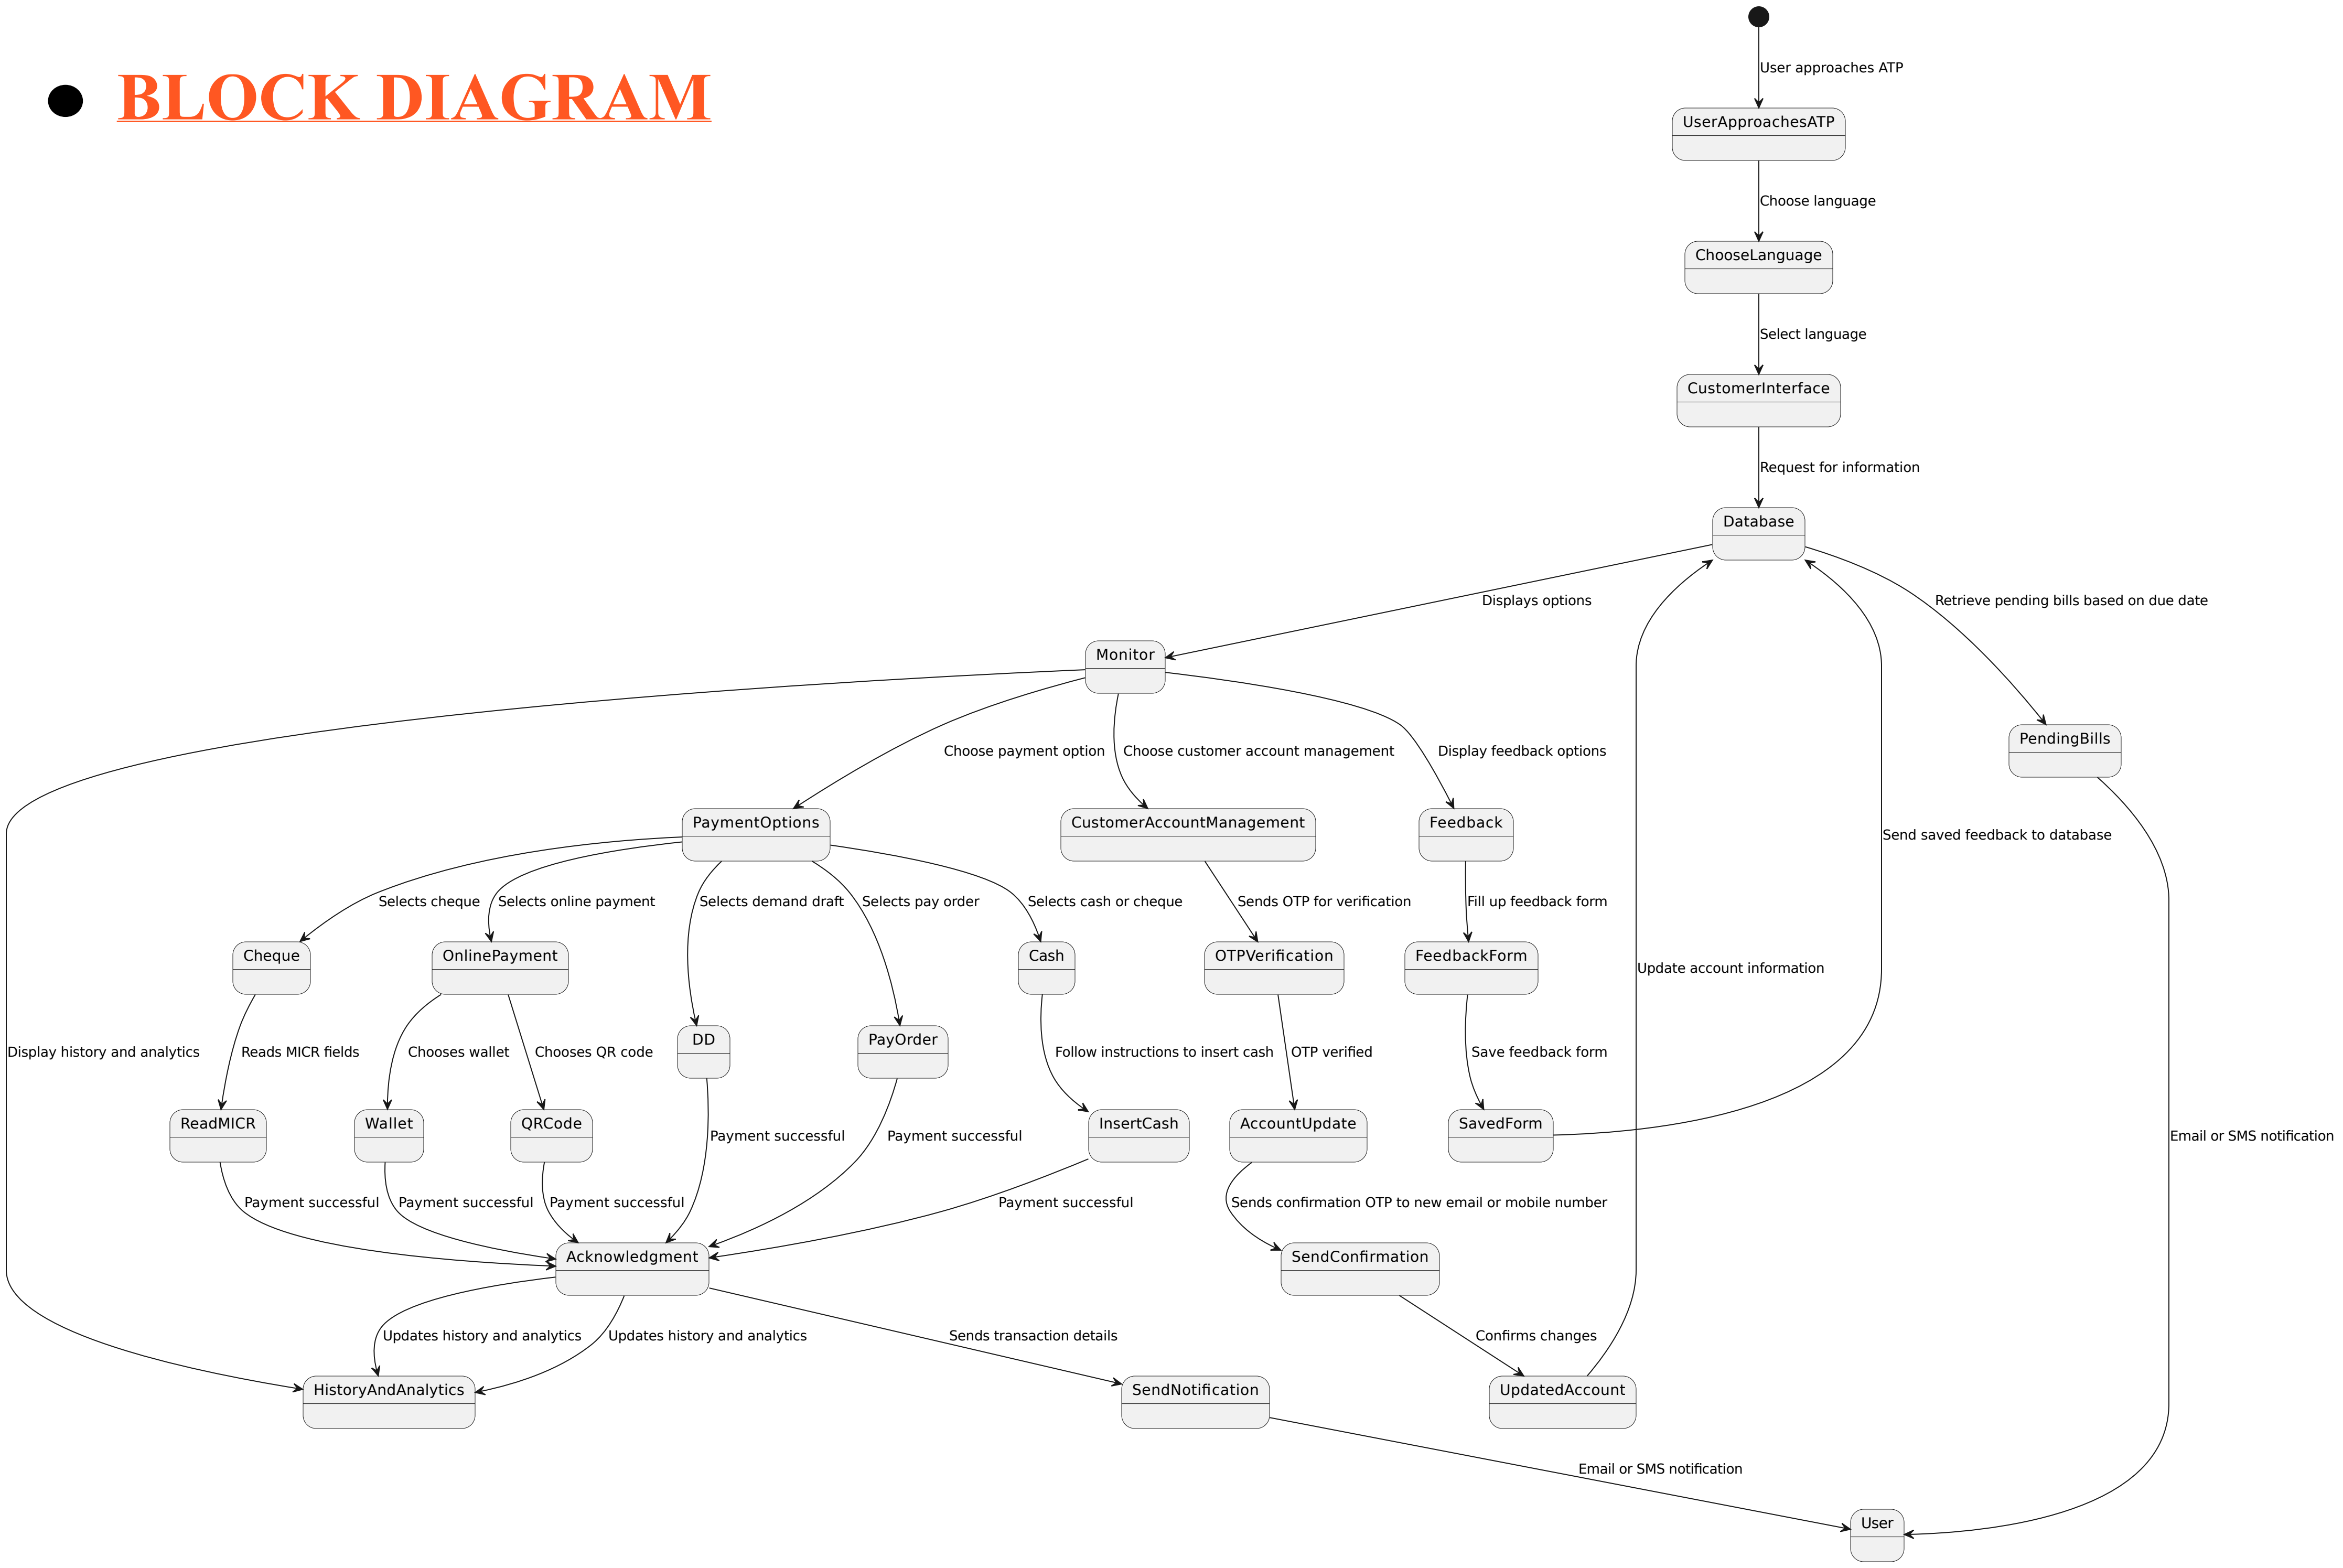 BLOCK DIAGRAM
User approaches ATP
UserApproachesATP
Choose language
ChooseLanguage
Select language
CustomerInterface
Request for information
Database
Displays options
Retrieve pending bills based on due date
Monitor
PendingBills
Choose payment option
Choose customer account management
Display feedback options
PaymentOptions
CustomerAccountManagement
Feedback
Send saved feedback to database
Selects cheque
Selects online payment
Selects demand draft
Selects pay order
Selects cash or cheque
Sends OTP for verification
Fill up feedback form
Cheque
OnlinePayment
Cash
OTPVerification
FeedbackForm
Update account information
DD
PayOrder
Display history and analytics
Reads MICR fields
Chooses wallet
Chooses QR code
Follow instructions to insert cash
OTP verified
Save feedback form
ReadMICR
Wallet
QRCode
InsertCash
AccountUpdate
SavedForm
Payment successful
Payment successful
Email or SMS notification
Payment successful
Payment successful
Payment successful
Payment successful
Sends confirmation OTP to new email or mobile number
Acknowledgment
SendConfirmation
Updates history and analytics
Updates history and analytics
Sends transaction details
Confirms changes
HistoryAndAnalytics
SendNotification
UpdatedAccount
Email or SMS notification
User